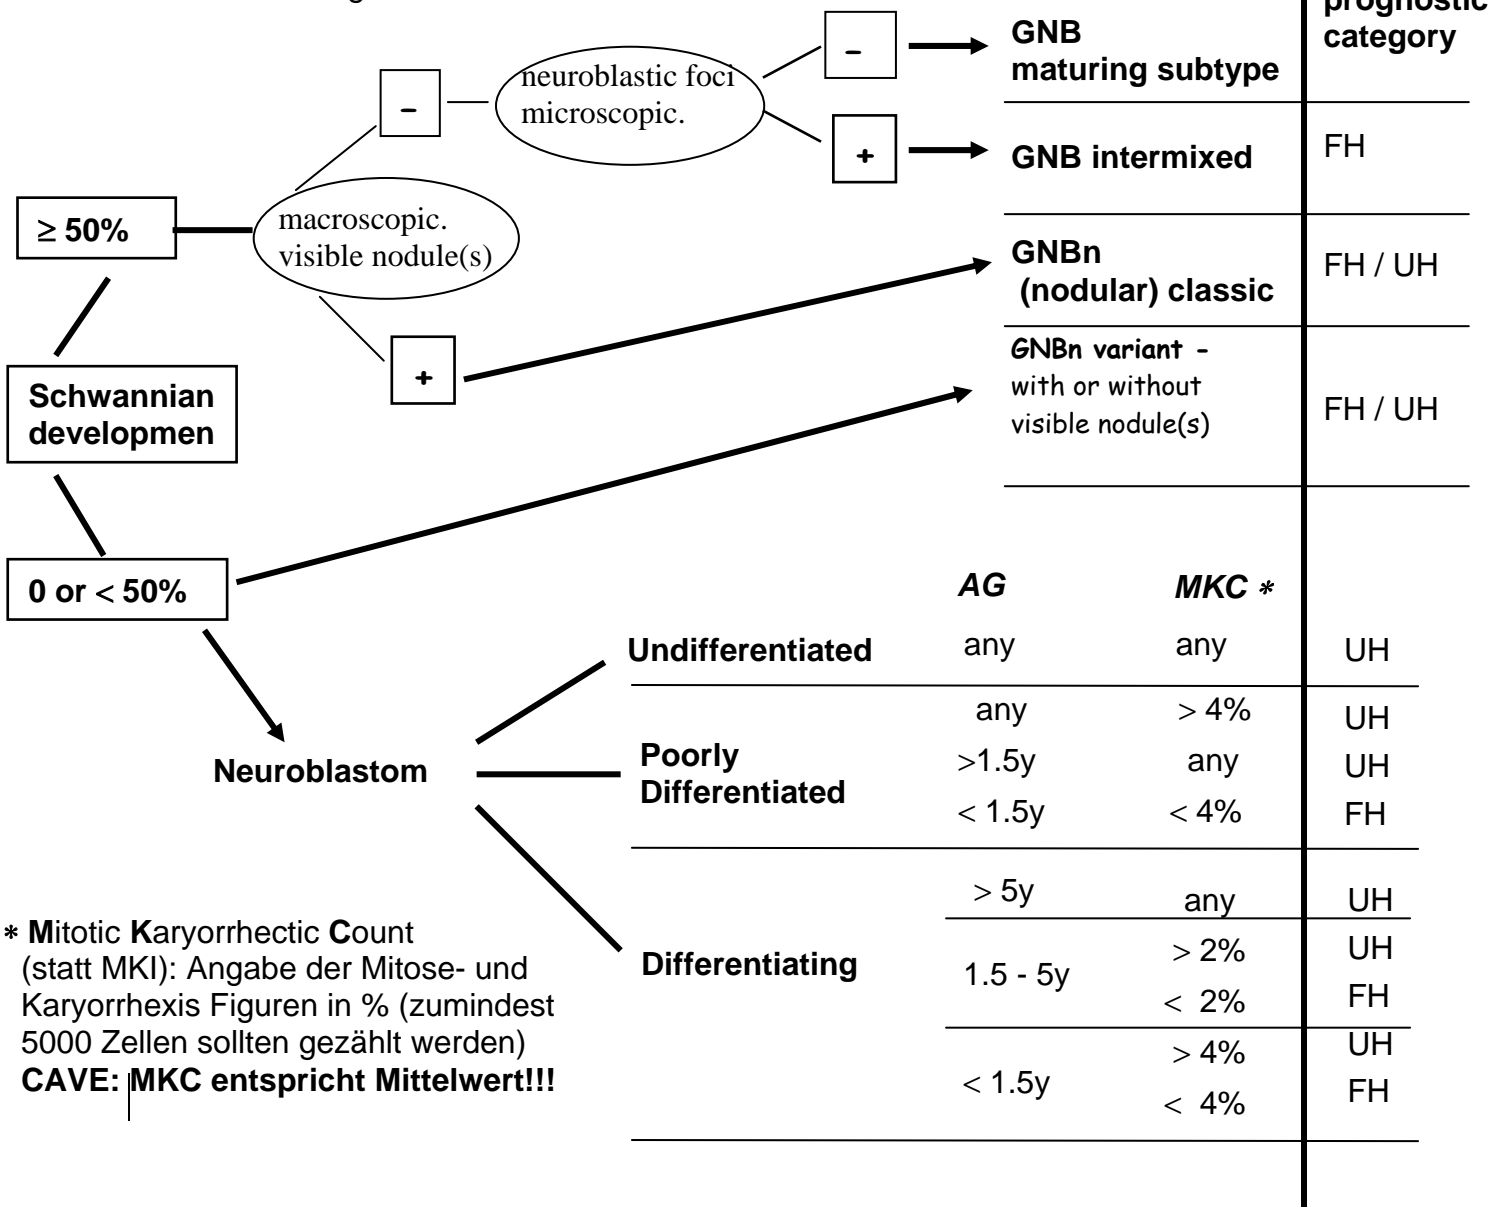 prognostic
category
GNB
maturing subtype
-
neuroblastic foci
microscopic.
-
+
GNB intermixed
FH
≥ 50%
macroscopic.
visible nodule(s)
+
GNBn
(nodular) classic
FH / UH
GNBn variant -
with or without
visible nodule(s)
FH / UH
Schwannian
developmen
0 or < 50%
AG MKC *
Undifferentiated any any UH
any > 4% UH
Neuroblastom
Poorly
Differentiated
>1.5y any UH
< 1.5y < 4% FH
> 5y any UH
Differentiating
1.5 - 5y
> 2% UH
< 2% FH
< 1.5y
> 4% UH
< 4% FH
* Mitotic Karyorrhectic Count
(statt MKI): Angabe der Mitose- und
Karyorrhexis Figuren in % (zumindest
5000 Zellen sollten gezählt werden)
CAVE: MKC entspricht Mittelwert!!!